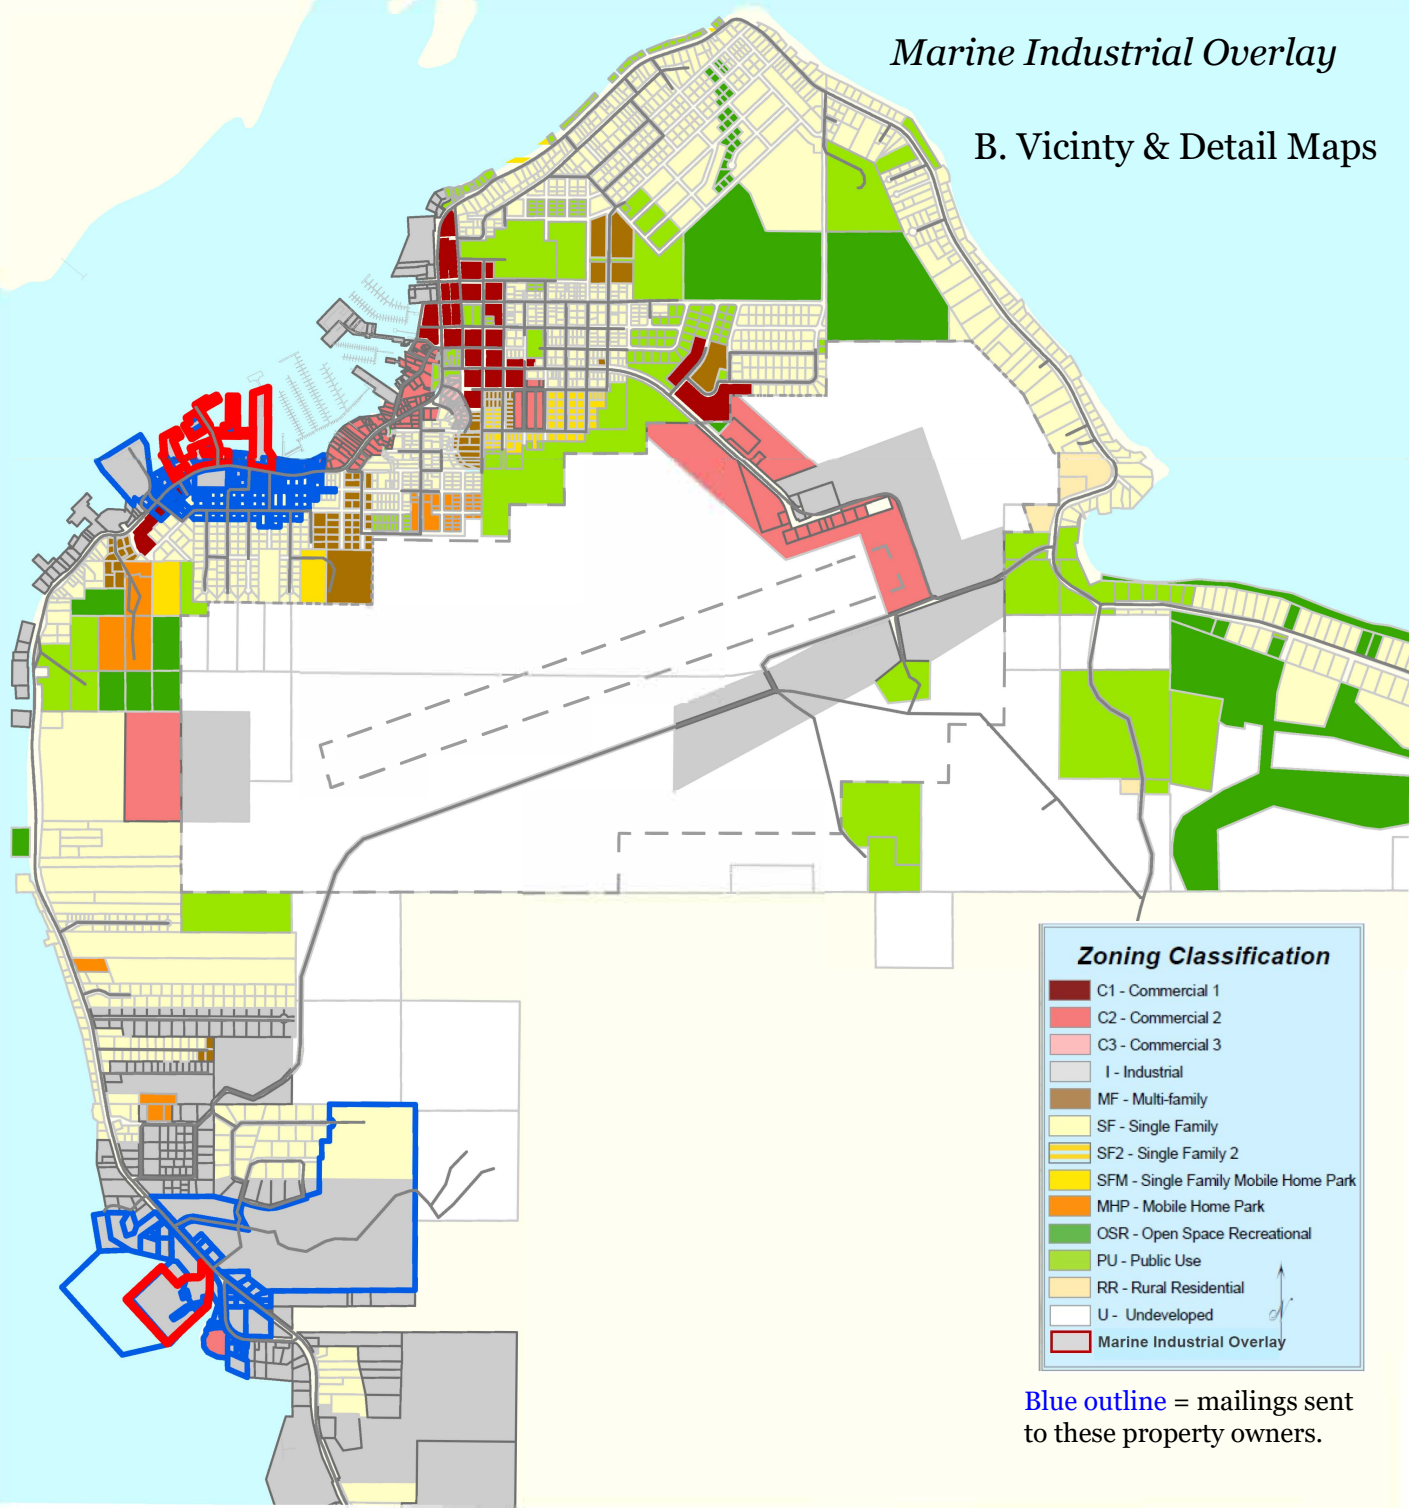 Marine Industrial Overlay
B. Vicinty & Detail Maps
Zoning Classification
C1 - Commercial 1
C2 - Commercial 2
C3 - Commercial 3
I - Industrial
MF - Multi-family
SF - Single Family
SF2 - Single Family 2
SFM - Single Family Mobile Home Park
MHP - Mobile Home Park
OSR - Open Space Recreational
PU - Public Use
RR - Rural Residential
U - Undeveloped
N
Marine Industrial Overlay
Blue outline = mailings sent
to these property owners.